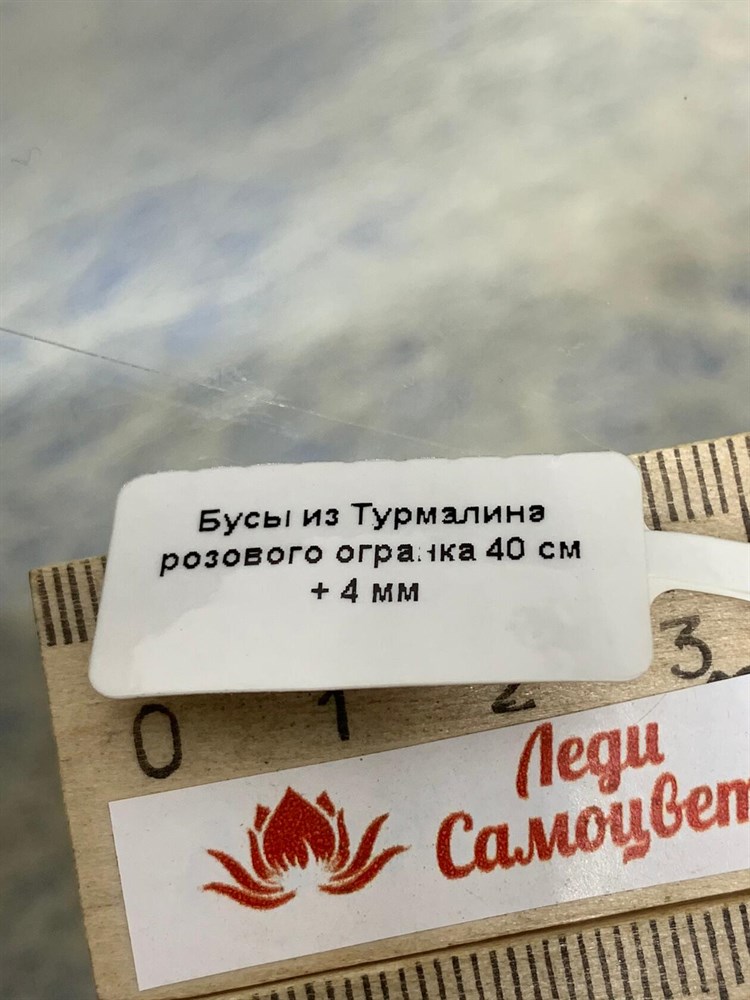 Бусы из Турмалина
розового огранка 40 см
+ 4 мм
0 1 2 3
Леди
Самоцвет